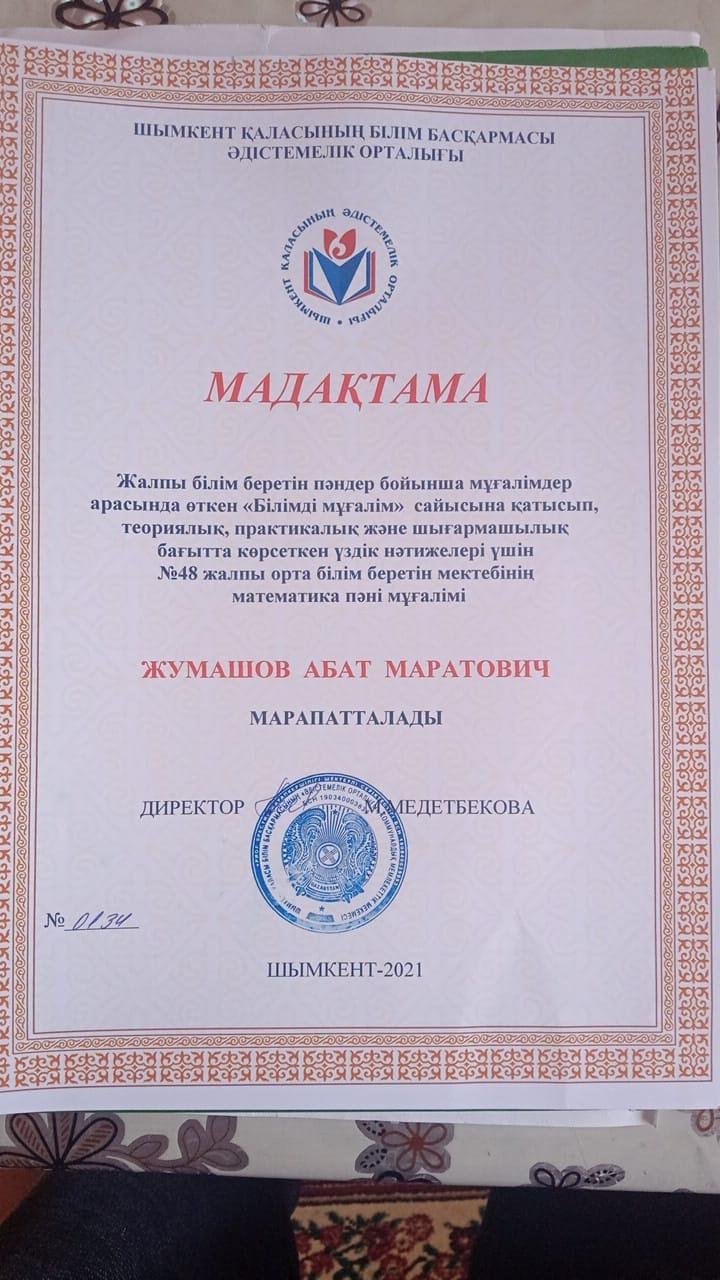 ШЫМКЕНТ ҚАЛАСЫНЫҢ БІЛІМ БАСҚАРМАСЫ
ӘДІСТЕМЕЛІК ОРТАЛЫҒЫ
ШЫМКЕНТ ҚАЛАСЫНЫҢ ӘДІСТЕМЕЛІК ОРТАЛЫҒЫ
МАДАҚТАМА
Жалпы білім беретін пәндер бойынша мұғалімдер
арасында өткен «Білімді мұғалім» сайысына қатысып,
теориялық, практикалық және шығармашылық
бағытта көрсеткен үздік нәтижелері үшін
№48 жалпы орта білім беретін мектебінің
математика пәні мұғалімі
ЖУМАШОВ АБАТ МАРАТОВИЧ
МАРАПАТТАЛАДЫ
ДИРЕКТОР М.МЕДЕТБЕКОВА
№ 0134
ШЫМКЕНТ-2021